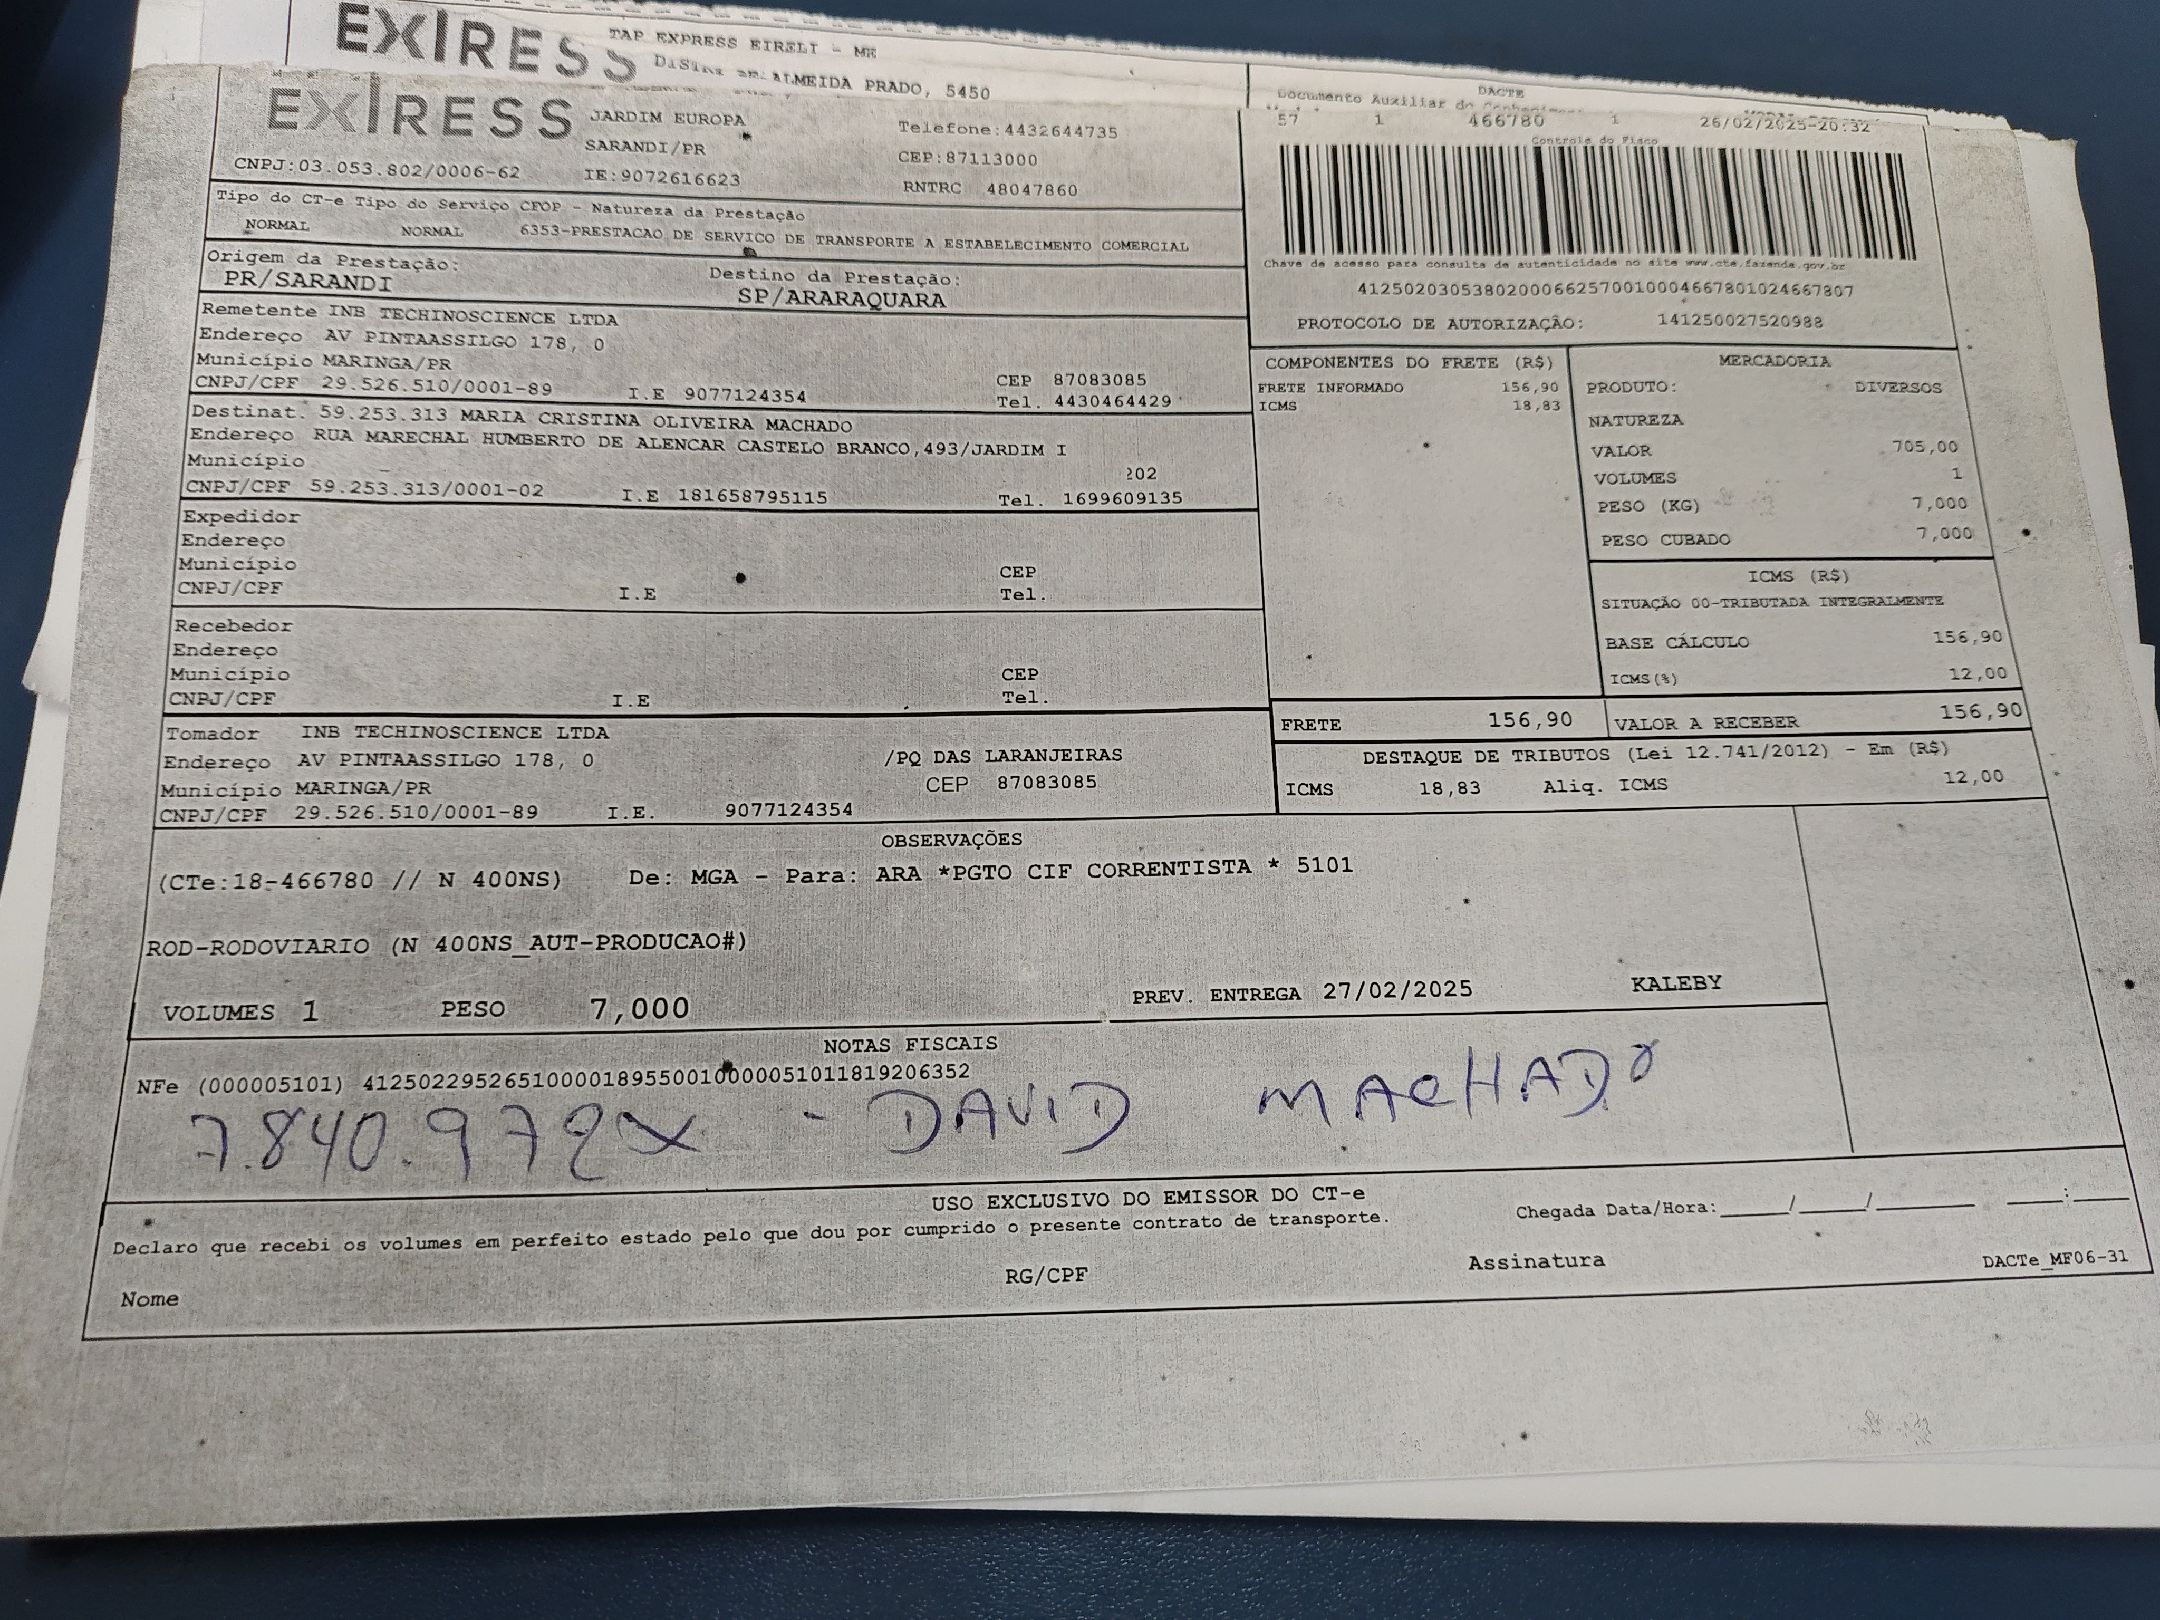 EXIRESS TAP EXPRESS EIRELI - ME
ALMEIDA PRADO, 5450
DACTE
Documento Auxiliar do
EXIRESS JARDIM EUROPA Telefone:4432644735
57 1 466780 1 26/02/2025-20:32
SARANDI/PR CEP:87113000
Controle do Fisco
CNPJ:03.053.802/0006-62 IE:9072616623 RNTRC 48047860
Tipo do CT-e Tipo do Serviço CFOP - Natureza da Prestação
NORMAL NORMAL 6353-PRESTACAO DE SERVICO DE TRANSPORTE A ESTABELECIMENTO COMERCIAL
Chave de acesso para consulta de autenticidade no site www.cte.fazenda.gov.br
41250203053802000662570010004667801024667807
PROTOCOLO DE AUTORIZAÇÃO: 141250027520988
Origem da Prestação: Destino da Prestação:
PR/SARANDI SP/ARARAQUARA
Remetente INB TECHINOSCIENCE LTDA
Endereço AV PINTAASSILGO 178, 0
Município MARINGA/PR CEP 87083085
CNPJ/CPF 29.526.510/0001-89 I.E 9077124354 Tel. 4430464429
Destinat. 59.253.313 MARIA CRISTINA OLIVEIRA MACHADO
Endereço RUA MARECHAL HUMBERTO DE ALENCAR CASTELO BRANCO,493/JARDIM I
Município 202
CNPJ/CPF 59.253.313/0001-02 I.E 181658795115 Tel. 1699609135
Expedidor
Endereço
Município CEP
CNPJ/CPF I.E Tel.
Recebedor
Endereço
Município CEP
CNPJ/CPF I.E Tel.
Tomador INB TECHINOSCIENCE LTDA
Endereço AV PINTAASSILGO 178, 0 /PQ DAS LARANJEIRAS
Município MARINGA/PR CEP 87083085
CNPJ/CPF 29.526.510/0001-89 I.E. 9077124354
COMPONENTES DO FRETE (R$)
FRETE INFORMADO 156,90
ICMS 18,83
MERCADORIA
PRODUTO: DIVERSOS
NATUREZA
VALOR 705,00
VOLUMES 1
PESO (KG) 7,000
PESO CUBADO 7,000
ICMS (R$)
SITUAÇÃO 00-TRIBUTADA INTEGRALMENTE
BASE CÁLCULO 156,90
ICMS(%) 12,00
FRETE 156,90 VALOR A RECEBER 156,90
DESTAQUE DE TRIBUTOS (Lei 12.741/2012) - Em (R$)
ICMS 18,83 Aliq. ICMS 12,00
OBSERVAÇÕES
(CTe:18-466780 // N 400NS) De: MGA - Para: ARA *PGTO CIF CORRENTISTA * 5101
ROD-RODOVIARIO (N 400NS_AUT-PRODUCAO#)
VOLUMES 1 PESO 7,000 PREV. ENTREGA 27/02/2025 KALEBY
NOTAS FISCAIS
NFe (000005101) 41250229526510000189550010000051011819206352
7.840.972x - DAVID MACHADO
USO EXCLUSIVO DO EMISSOR DO CT-e
Declaro que recebi os volumes em perfeito estado pelo que dou por cumprido o presente contrato de transporte.
Chegada Data/Hora:_____/_____/_______ ____:____
Nome RG/CPF Assinatura DACTe_MF06-31